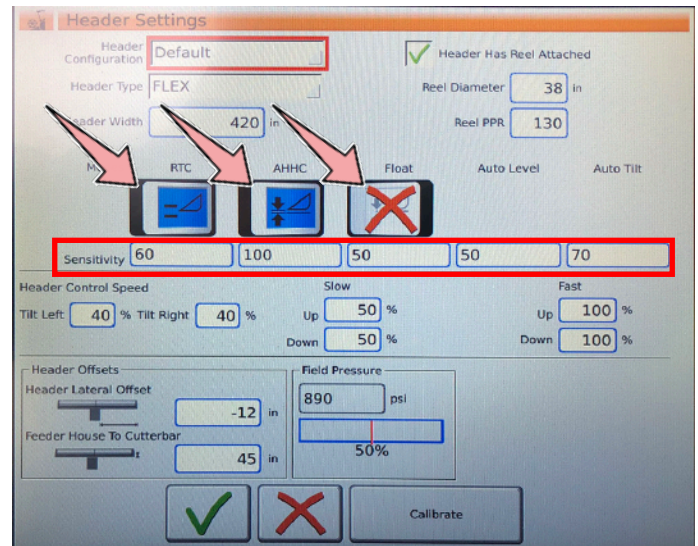 Header Settings
Header Configuration Default
Header Has Reel Attached
Header Type FLEX
Reel Diameter 38 in
Header Width 420 in
Reel PPR 130
RTC AHHC Float Auto Level Auto Tilt
Sensitivity 60 100 50 50 70
Header Control Speed Slow Fast
Tilt Left 40 % Tilt Right 40 % Up 50 % Up 100 %
Down 50 % Down 100 %
Header Offsets Field Pressure
Header Lateral Offset
-12 in
890 psi
Feeder House To Cutterbar
45 in
50%
Calibrate